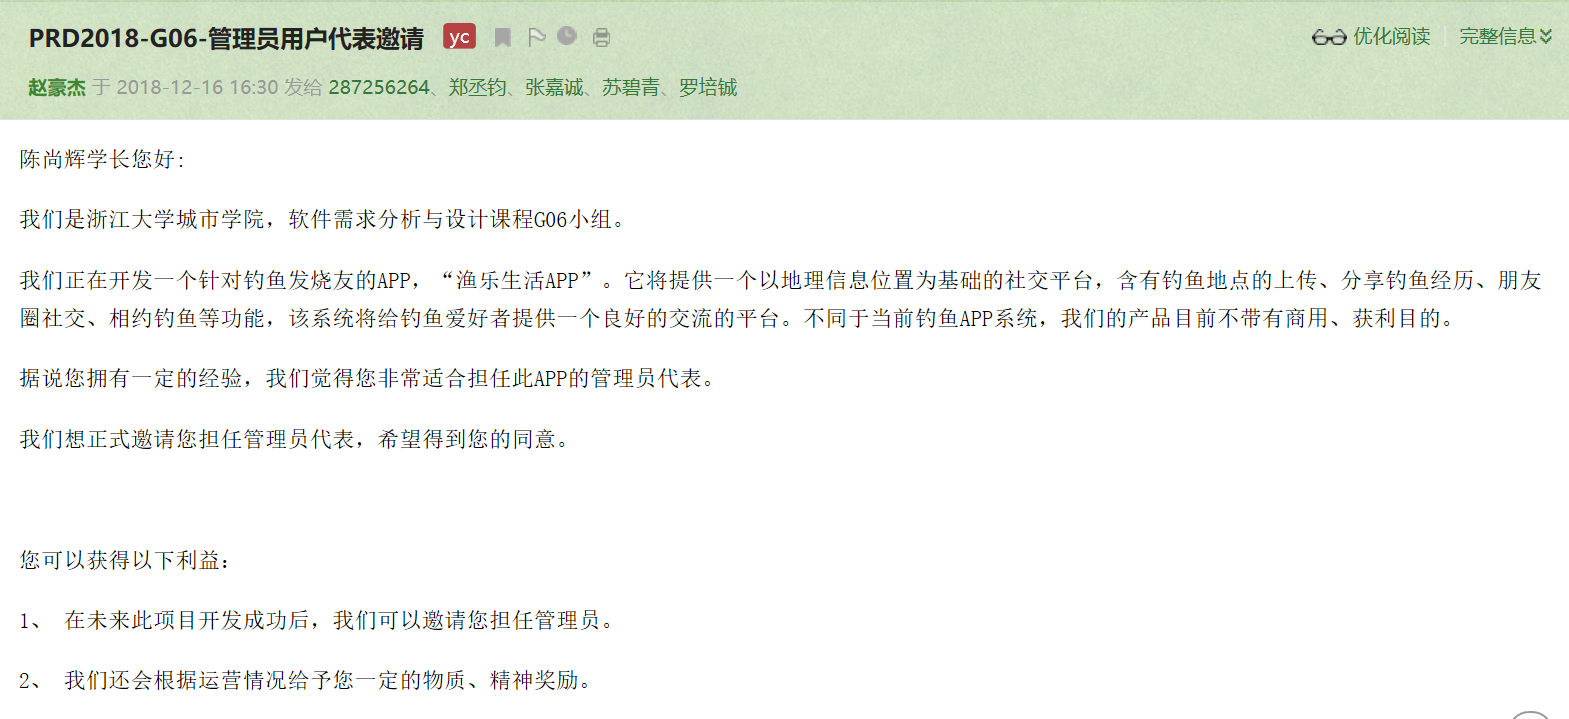 PRD2018-G06-管理员用户代表邀请 yc
优化阅读 完整信息
赵豪杰 于 2018-12-16 16:30 发给 287256264、郑丞钧、张嘉诚、苏碧青、罗培铖
陈尚辉学长您好:
我们是浙江大学城市学院，软件需求分析与设计课程G06小组。
我们正在开发一个针对钓鱼发烧友的APP，“渔乐生活APP”。它将提供一个以地理信息位置为基础的社交平台，含有钓鱼地点的上传、分享钓鱼经历、朋友
圈社交、相约钓鱼等功能，该系统将给钓鱼爱好者提供一个良好的交流的平台。不同于当前钓鱼APP系统，我们的产品目前不带有商用、获利目的。
据说您拥有一定的经验，我们觉得您非常适合担任此APP的管理员代表。
我们想正式邀请您担任管理员代表，希望得到您的同意。
您可以获得以下利益：
1、 在未来此项目开发成功后，我们可以邀请您担任管理员。
2、 我们还会根据运营情况给予您一定的物质、精神奖励。